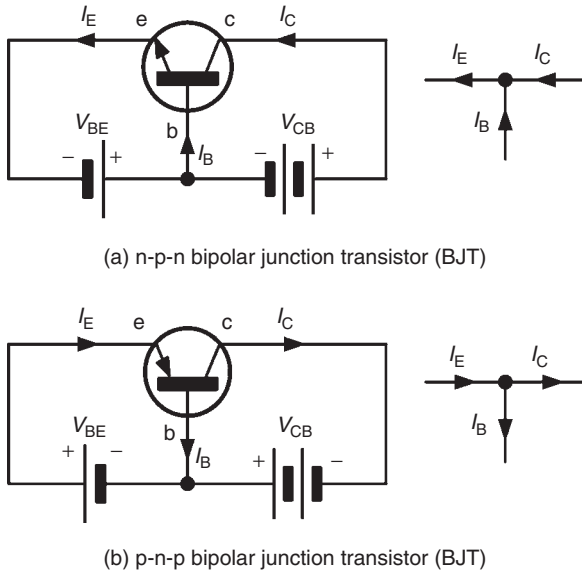 I_E e c I_C
I_E I_C
V_BE b V_CB
I_B
- + I_B - +
(a) n-p-n bipolar junction transistor (BJT)
I_E e c I_C
I_E I_C
V_BE b V_CB
I_B
+ - I_B + -
(b) p-n-p bipolar junction transistor (BJT)